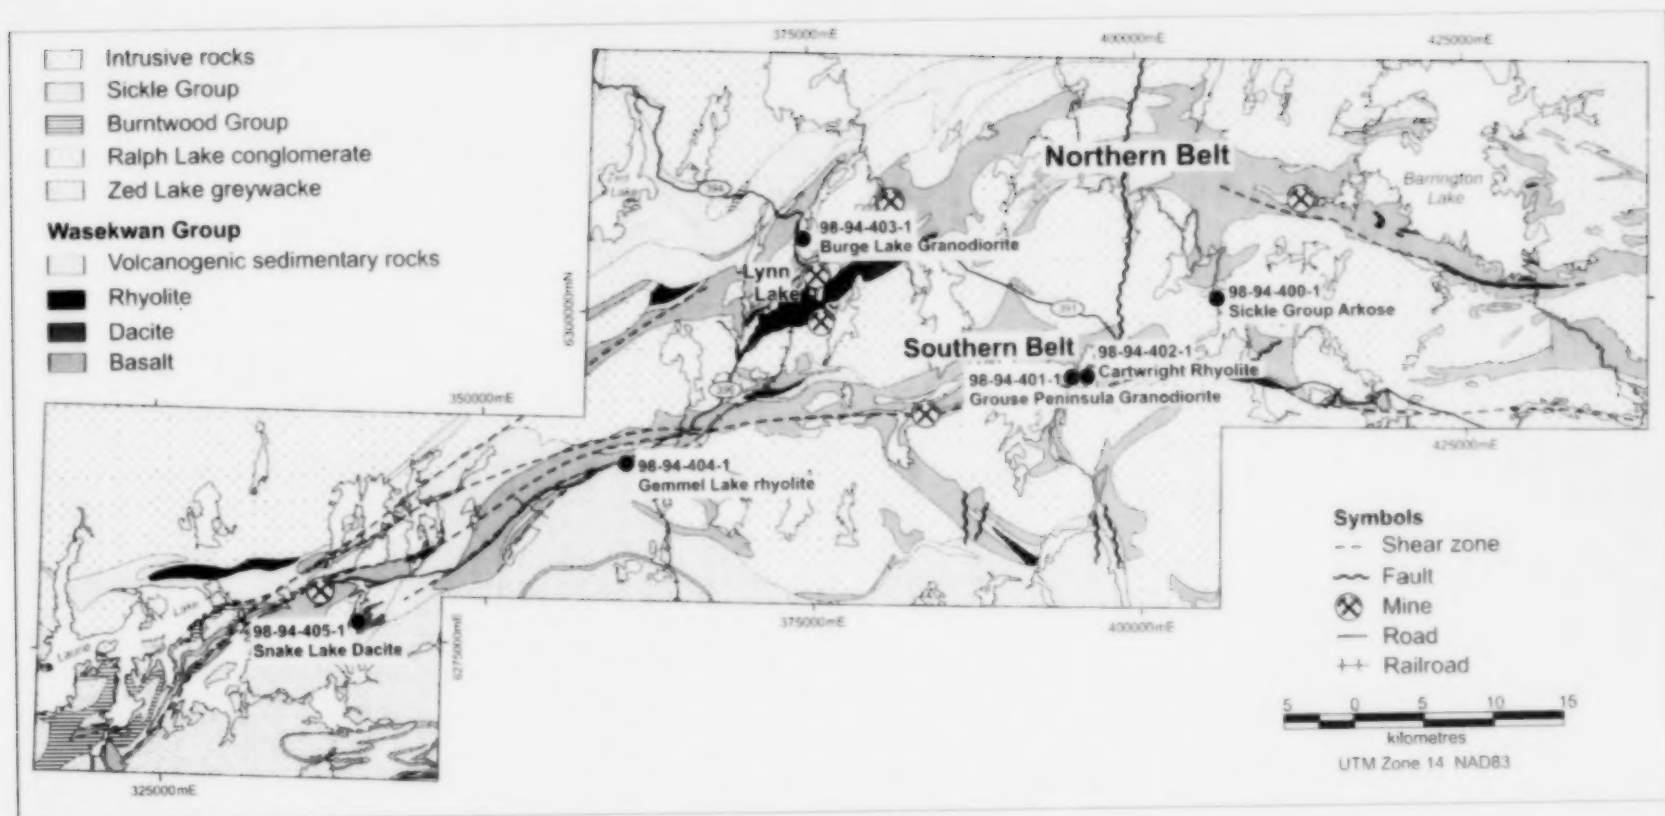 Intrusive rocks
Sickle Group
Burntwood Group
Ralph Lake conglomerate
Zed Lake greywacke
Wasekwan Group
Volcanogenic sedimentary rocks
Rhyolite
Dacite
Basalt
375000mE
400000mE
425000mE
Northern Belt
Barrington
Lake
394
98-94-403-1
Burge Lake Granodiorite
Lynn
Lake
6300000mN
391
98-94-400-1
Sickle Group Arkose
Southern Belt
98-94-402-1
Cartwright Rhyolite
98-94-401-1
Grouse Peninsula Granodiorite
350000mE
425000mE
98-94-404-1
Gemmel Lake rhyolite
Laurie
Lake
98-94-405-1
Snake Lake Dacite
6275000mN
375000mE
400000mE
325000mE
Symbols
Shear zone
Fault
Mine
Road
Railroad
5 0 5 10 15
kilometres
UTM Zone 14 NAD83